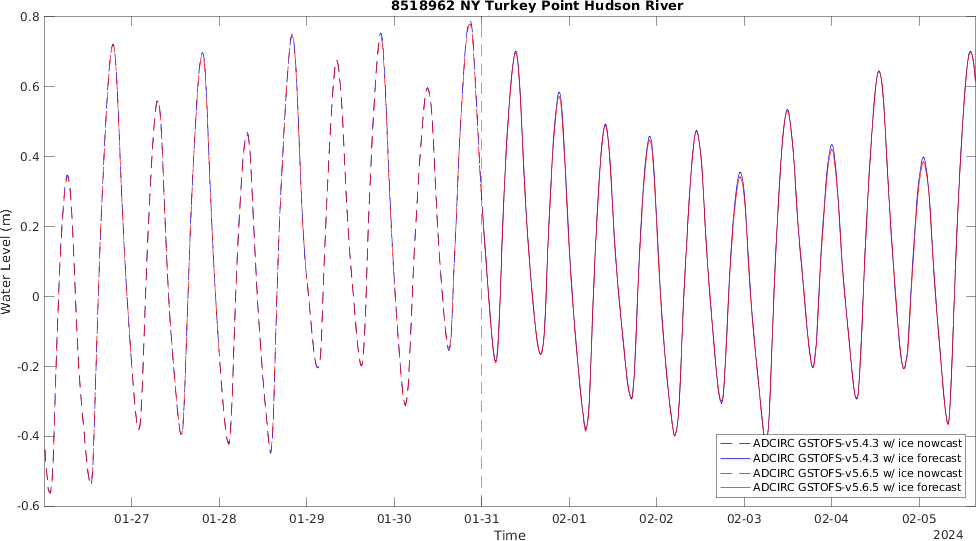 8518962 NY Turkey Point Hudson River
0.8
0.6
0.4
0.2
0
-0.2
-0.4
-0.6
Water Level (m)
ADCIRC GSTOFS-v5.4.3 w/ ice nowcast
ADCIRC GSTOFS-v5.4.3 w/ ice forecast
ADCIRC GSTOFS-v5.6.5 w/ ice nowcast
ADCIRC GSTOFS-v5.6.5 w/ ice forecast
01-27 01-28 01-29 01-30 01-31 02-01 02-02 02-03 02-04 02-05
Time
2024